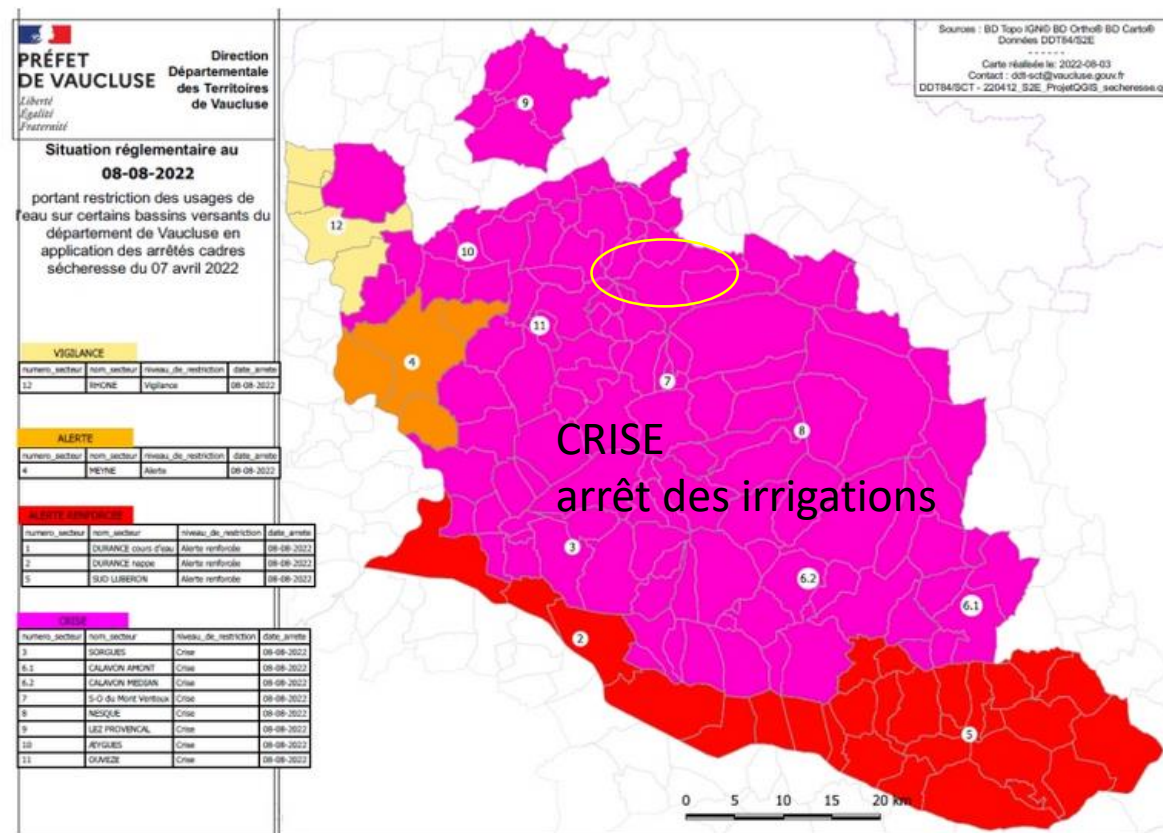 PRÉFET
DE VAUCLUSE
Liberté
Égalité
Fraternité
Direction
Départementale
des Territoires
de Vaucluse
Situation réglementaire au
08-08-2022
portant restriction des usages de
l'eau sur certains bassins versants du
département de Vaucluse en
application des arrêtés cadres
sécheresse du 07 avril 2022
VIGILANCE
numero_secteur nom_secteur niveau_de_restriction date_arrete
12 RHONE Vigilance 08-08-2022
ALERTE
numero_secteur nom_secteur niveau_de_restriction date_arrete
4 MEYNE Alerte 08-08-2022
ALERTE RENFORCEE
numero_secteur nom_secteur niveau_de_restriction date_arrete
1 DURANCE cours d'eau Alerte renforcée 08-08-2022
2 DURANCE nappe Alerte renforcée 08-08-2022
5 SUD LUBERON Alerte renforcée 08-08-2022
CRISE
numero_secteur nom_secteur niveau_de_restriction date_arrete
3 SORGUES Crise 08-08-2022
6.1 CALAVON AMONT Crise 08-08-2022
6.2 CALAVON MEDIAN Crise 08-08-2022
7 S-O du Mont Ventoux Crise 08-08-2022
8 NESQUE Crise 08-08-2022
9 LEZ PROVENCAL Crise 08-08-2022
10 AEYGUES Crise 08-08-2022
11 OUVEZE Crise 08-08-2022
Sources : BD Topo IGN© BD Ortho® BD Carto®
Données DDT84/S2E
-------
Carte réalisée le: 2022-08-03
Contact : ddt-sct@vaucluse.gouv.fr
DDT84/SCT - 220412_S2E_ProjetQGIS_secheresse.q
9
12
10
11
4
7
8
CRISE
arrêt des irrigations
3
6.2
6.1
2
5
0 5 10 15 20 km